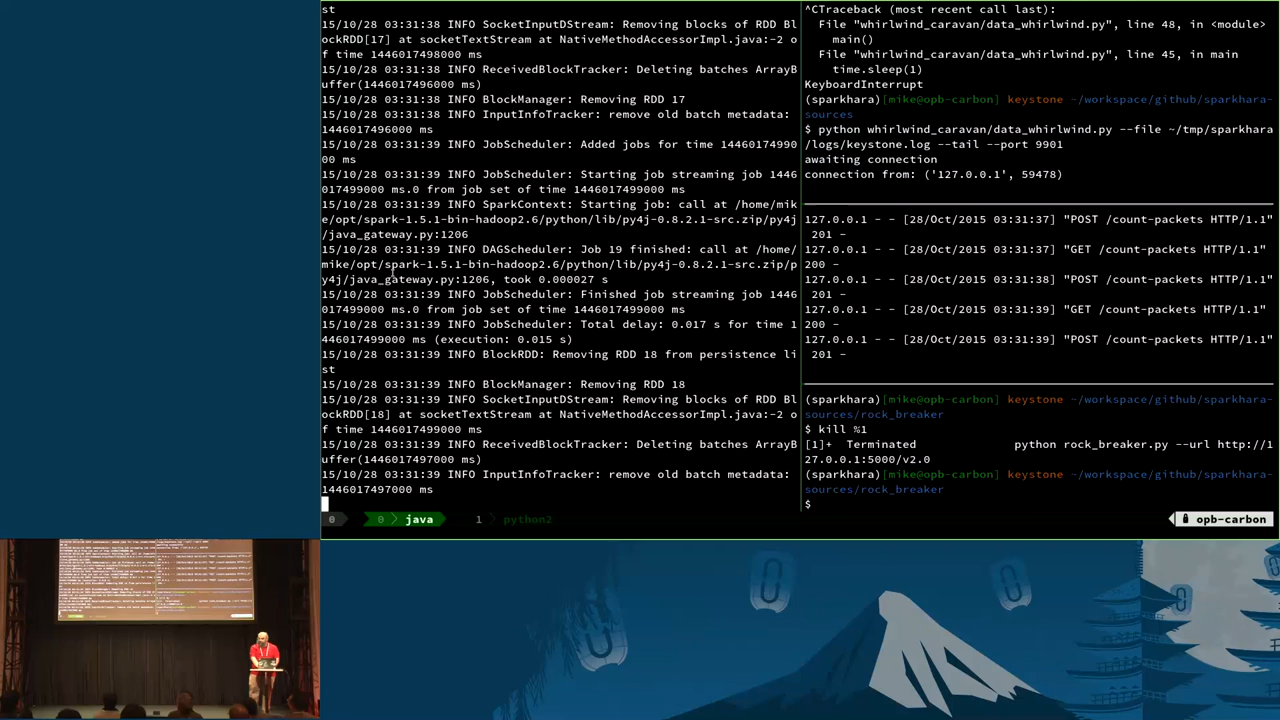 st
15/10/28 03:31:38 INFO SocketInputDStream: Removing blocks of RDD Bl
ockRDD[17] at socketTextStream at NativeMethodAccessorImpl.java:-2 o
f time 1446017498000 ms
15/10/28 03:31:38 INFO ReceivedBlockTracker: Deleting batches ArrayB
uffer(1446017496000 ms)
15/10/28 03:31:38 INFO BlockManager: Removing RDD 17
15/10/28 03:31:38 INFO InputInfoTracker: remove old batch metadata:
1446017496000 ms
15/10/28 03:31:39 INFO JobScheduler: Added jobs for time 14460174990
00 ms
15/10/28 03:31:39 INFO JobScheduler: Starting job streaming job 1446
017499000 ms.0 from job set of time 1446017499000 ms
15/10/28 03:31:39 INFO SparkContext: Starting job: call at /home/mik
e/opt/spark-1.5.1-bin-hadoop2.6/python/lib/py4j-0.8.2.1-src.zip/py4j
/java_gateway.py:1206
15/10/28 03:31:39 INFO DAGScheduler: Job 19 finished: call at /home/
mike/opt/spark-1.5.1-bin-hadoop2.6/python/lib/py4j-0.8.2.1-src.zip/p
y4j/java_gateway.py:1206, took 0.000027 s
15/10/28 03:31:39 INFO JobScheduler: Finished job streaming job 1446
017499000 ms.0 from job set of time 1446017499000 ms
15/10/28 03:31:39 INFO JobScheduler: Total delay: 0.017 s for time 1
446017499000 ms (execution: 0.015 s)
15/10/28 03:31:39 INFO BlockRDD: Removing RDD 18 from persistence li
st
15/10/28 03:31:39 INFO BlockManager: Removing RDD 18
15/10/28 03:31:39 INFO SocketInputDStream: Removing blocks of RDD Bl
ockRDD[18] at socketTextStream at NativeMethodAccessorImpl.java:-2 o
f time 1446017499000 ms
15/10/28 03:31:39 INFO ReceivedBlockTracker: Deleting batches ArrayB
uffer(1446017497000 ms)
15/10/28 03:31:39 INFO InputInfoTracker: remove old batch metadata:
1446017497000 ms
^CTraceback (most recent call last):
File "whirlwind_caravan/data_whirlwind.py", line 48, in <module>
main()
File "whirlwind_caravan/data_whirlwind.py", line 45, in main
time.sleep(1)
KeyboardInterrupt
(sparkhara)[mike@opb-carbon] keystone ~/workspace/github/sparkhara-
sources
$ python whirlwind_caravan/data_whirlwind.py --file ~/tmp/sparkhara
/logs/keystone.log --tail --port 9901
awaiting connection
connection from: ('127.0.0.1', 59478)
127.0.0.1 - - [28/Oct/2015 03:31:37] "POST /count-packets HTTP/1.1"
201 -
127.0.0.1 - - [28/Oct/2015 03:31:37] "GET /count-packets HTTP/1.1"
200 -
127.0.0.1 - - [28/Oct/2015 03:31:38] "POST /count-packets HTTP/1.1"
201 -
127.0.0.1 - - [28/Oct/2015 03:31:39] "GET /count-packets HTTP/1.1"
200 -
127.0.0.1 - - [28/Oct/2015 03:31:39] "POST /count-packets HTTP/1.1"
201 -
(sparkhara)[mike@opb-carbon] keystone ~/workspace/github/sparkhara-
sources/rock_breaker
$ kill %1
[1]+ Terminated python rock_breaker.py --url http://1
27.0.0.1:5000/v2.0
(sparkhara)[mike@opb-carbon] keystone ~/workspace/github/sparkhara-
sources/rock_breaker
$
0 0 java 1 python2 opb-carbon